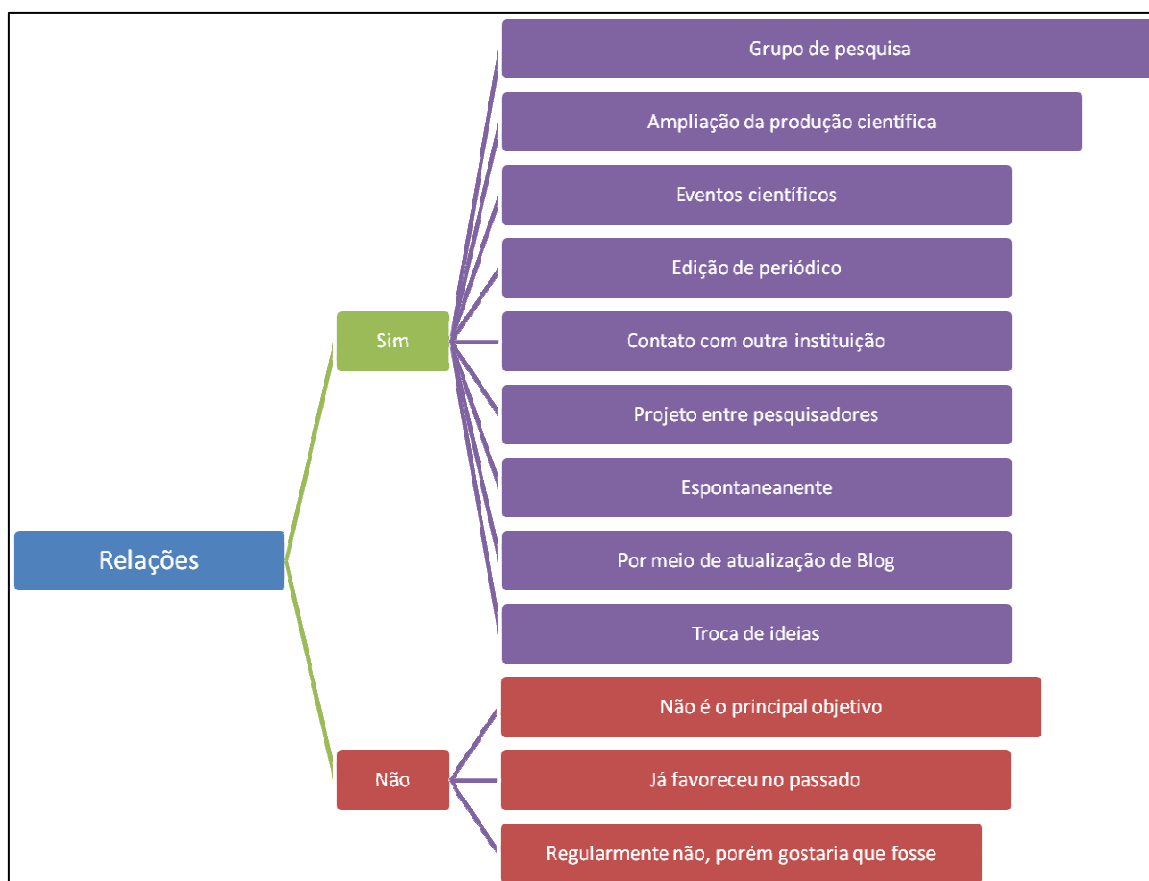 Grupo de pesquisa
Ampliação da produção científica
Eventos científicos
Edição de periódico
Sim
Contato com outra instituição
Projeto entre pesquisadores
Espontaneanente
Relações
Por meio de atualização de Blog
Troca de ideias
Não é o principal objetivo
Não
Já favoreceu no passado
Regularmente não, porém gostaria que fosse